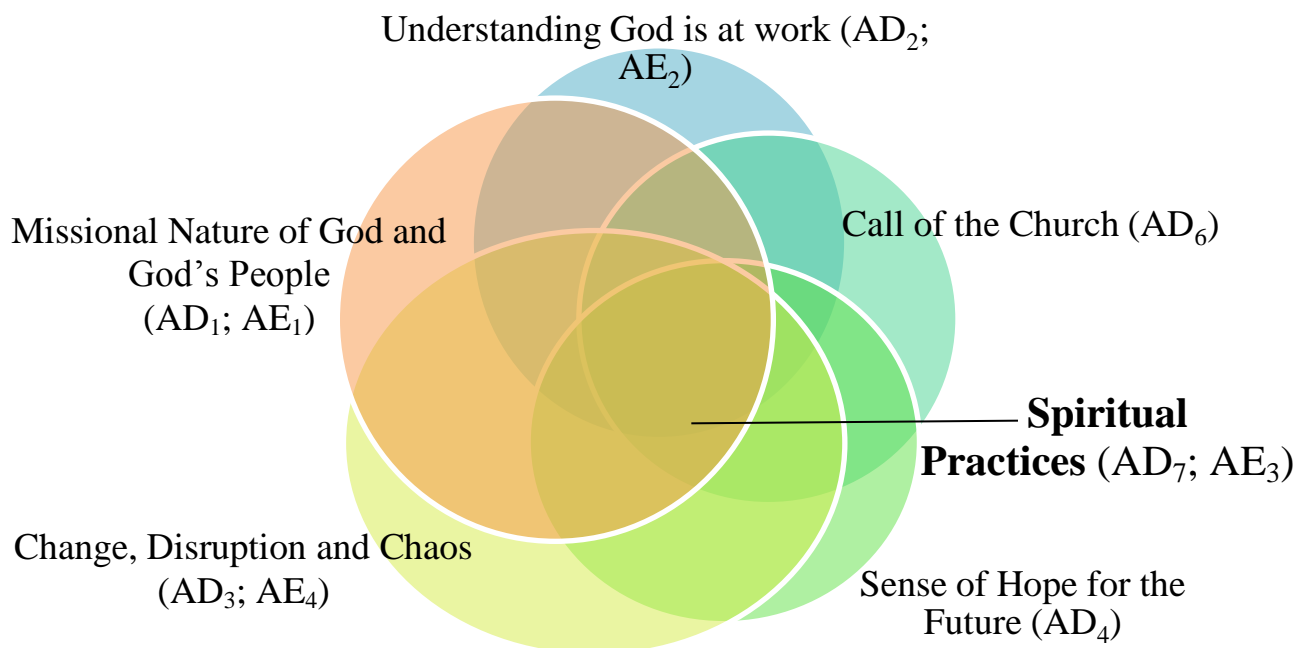 Understanding God is at work (AD₂;
AE₂)
Missional Nature of God and
God’s People
(AD₁; AE₁)
Call of the Church (AD₆)
Spiritual
Practices (AD₇; AE₃)
Change, Disruption and Chaos
(AD₃; AE₄)
Sense of Hope for the
Future (AD₄)